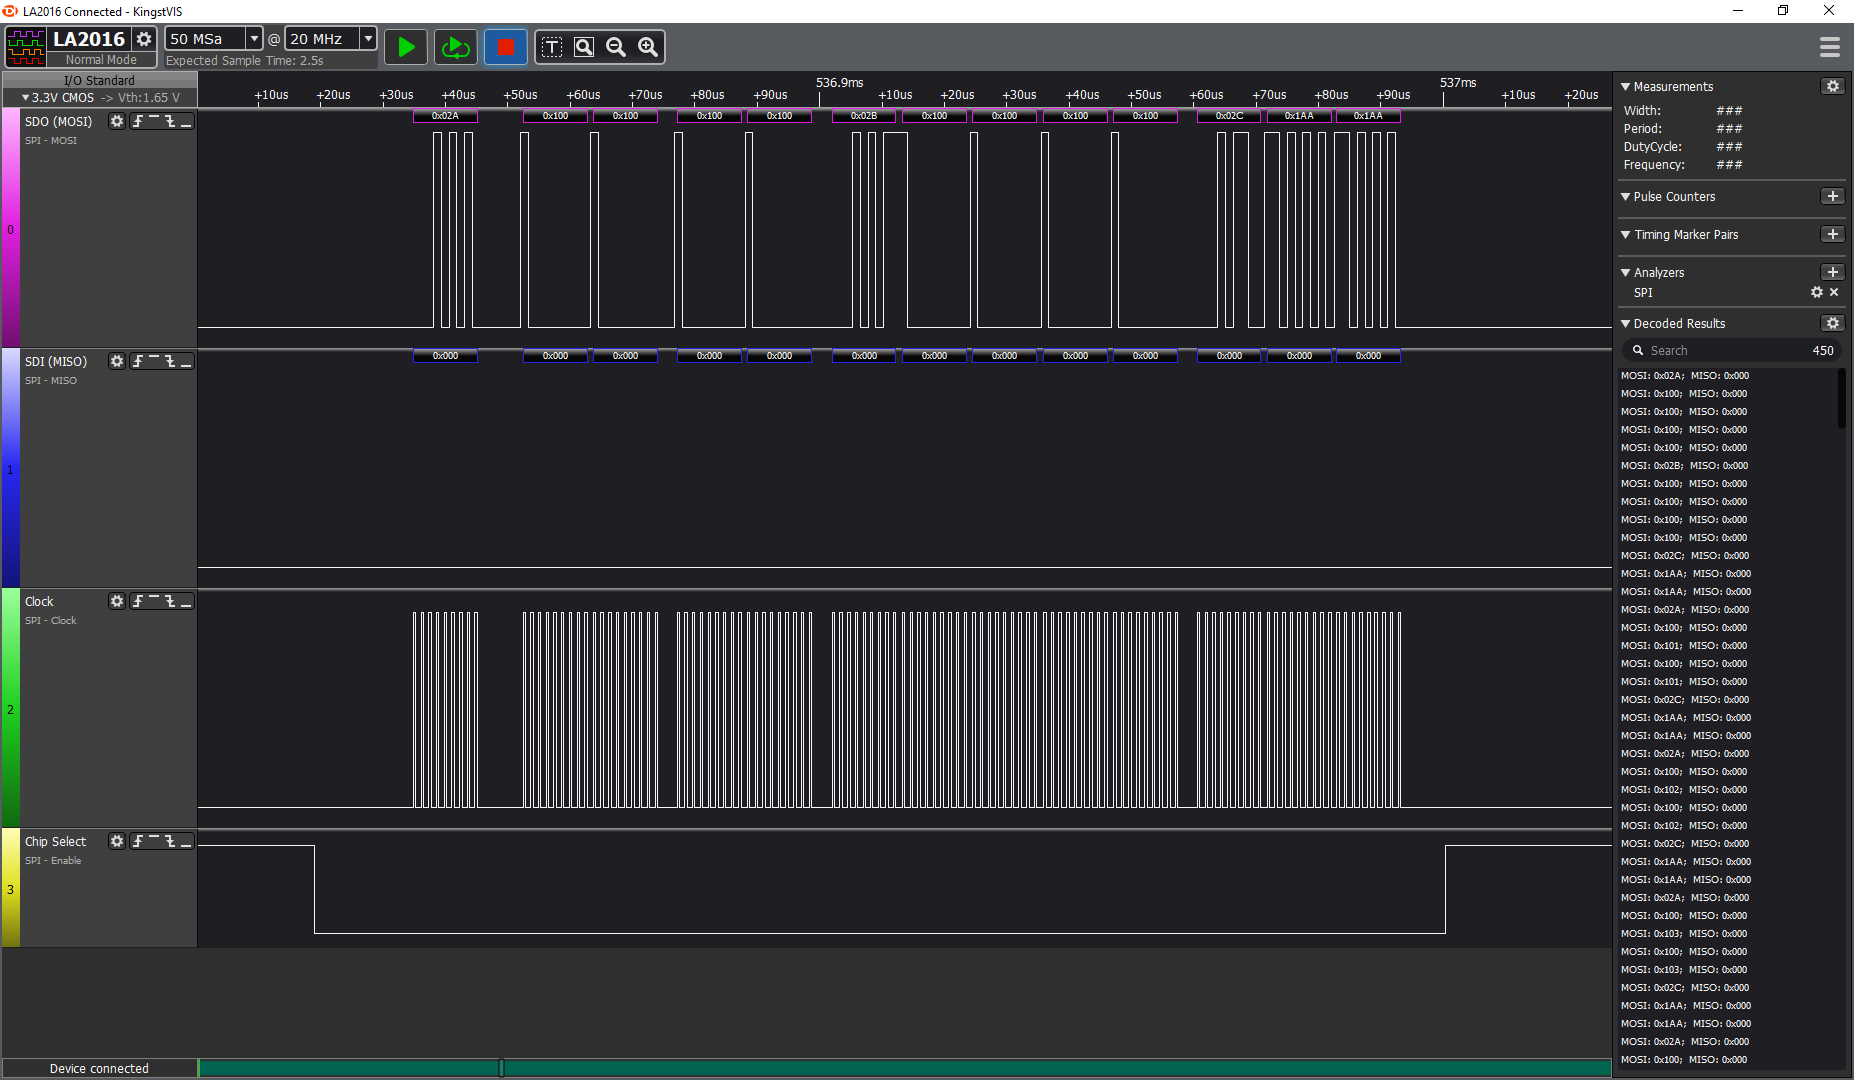 LA2016 Connected - KingstVIS
LA2016
Normal Mode
50 MSa @ 20 MHz
Expected Sample Time: 2.5s
T
I/O Standard
3.3V CMOS -> Vth:1.65 V
536.9ms 537ms
+10us +20us +30us +40us +50us +60us +70us +80us +90us +10us +20us +30us +40us +50us +60us +70us +80us +90us +10us +20us
SDO (MOSI)
SPI - MOSI
0
0x02A 0x100 0x100 0x100 0x100 0x02B 0x100 0x100 0x100 0x100 0x02C 0x1AA 0x1AA
SDI (MISO)
SPI - MISO
1
0x000 0x000 0x000 0x000 0x000 0x000 0x000 0x000 0x000 0x000 0x000 0x000 0x000
Clock
SPI - Clock
2
Chip Select
SPI - Enable
3
Device connected
Measurements
Width: ###
Period: ###
DutyCycle: ###
Frequency: ###
Pulse Counters
Timing Marker Pairs
Analyzers
SPI
Decoded Results
Search 450
MOSI: 0x02A; MISO: 0x000
MOSI: 0x100; MISO: 0x000
MOSI: 0x100; MISO: 0x000
MOSI: 0x100; MISO: 0x000
MOSI: 0x100; MISO: 0x000
MOSI: 0x02B; MISO: 0x000
MOSI: 0x100; MISO: 0x000
MOSI: 0x100; MISO: 0x000
MOSI: 0x100; MISO: 0x000
MOSI: 0x100; MISO: 0x000
MOSI: 0x02C; MISO: 0x000
MOSI: 0x1AA; MISO: 0x000
MOSI: 0x1AA; MISO: 0x000
MOSI: 0x02A; MISO: 0x000
MOSI: 0x100; MISO: 0x000
MOSI: 0x101; MISO: 0x000
MOSI: 0x100; MISO: 0x000
MOSI: 0x101; MISO: 0x000
MOSI: 0x02C; MISO: 0x000
MOSI: 0x1AA; MISO: 0x000
MOSI: 0x1AA; MISO: 0x000
MOSI: 0x02A; MISO: 0x000
MOSI: 0x100; MISO: 0x000
MOSI: 0x102; MISO: 0x000
MOSI: 0x100; MISO: 0x000
MOSI: 0x102; MISO: 0x000
MOSI: 0x02C; MISO: 0x000
MOSI: 0x1AA; MISO: 0x000
MOSI: 0x1AA; MISO: 0x000
MOSI: 0x02A; MISO: 0x000
MOSI: 0x100; MISO: 0x000
MOSI: 0x103; MISO: 0x000
MOSI: 0x100; MISO: 0x000
MOSI: 0x103; MISO: 0x000
MOSI: 0x02C; MISO: 0x000
MOSI: 0x1AA; MISO: 0x000
MOSI: 0x1AA; MISO: 0x000
MOSI: 0x02A; MISO: 0x000
MOSI: 0x100; MISO: 0x000